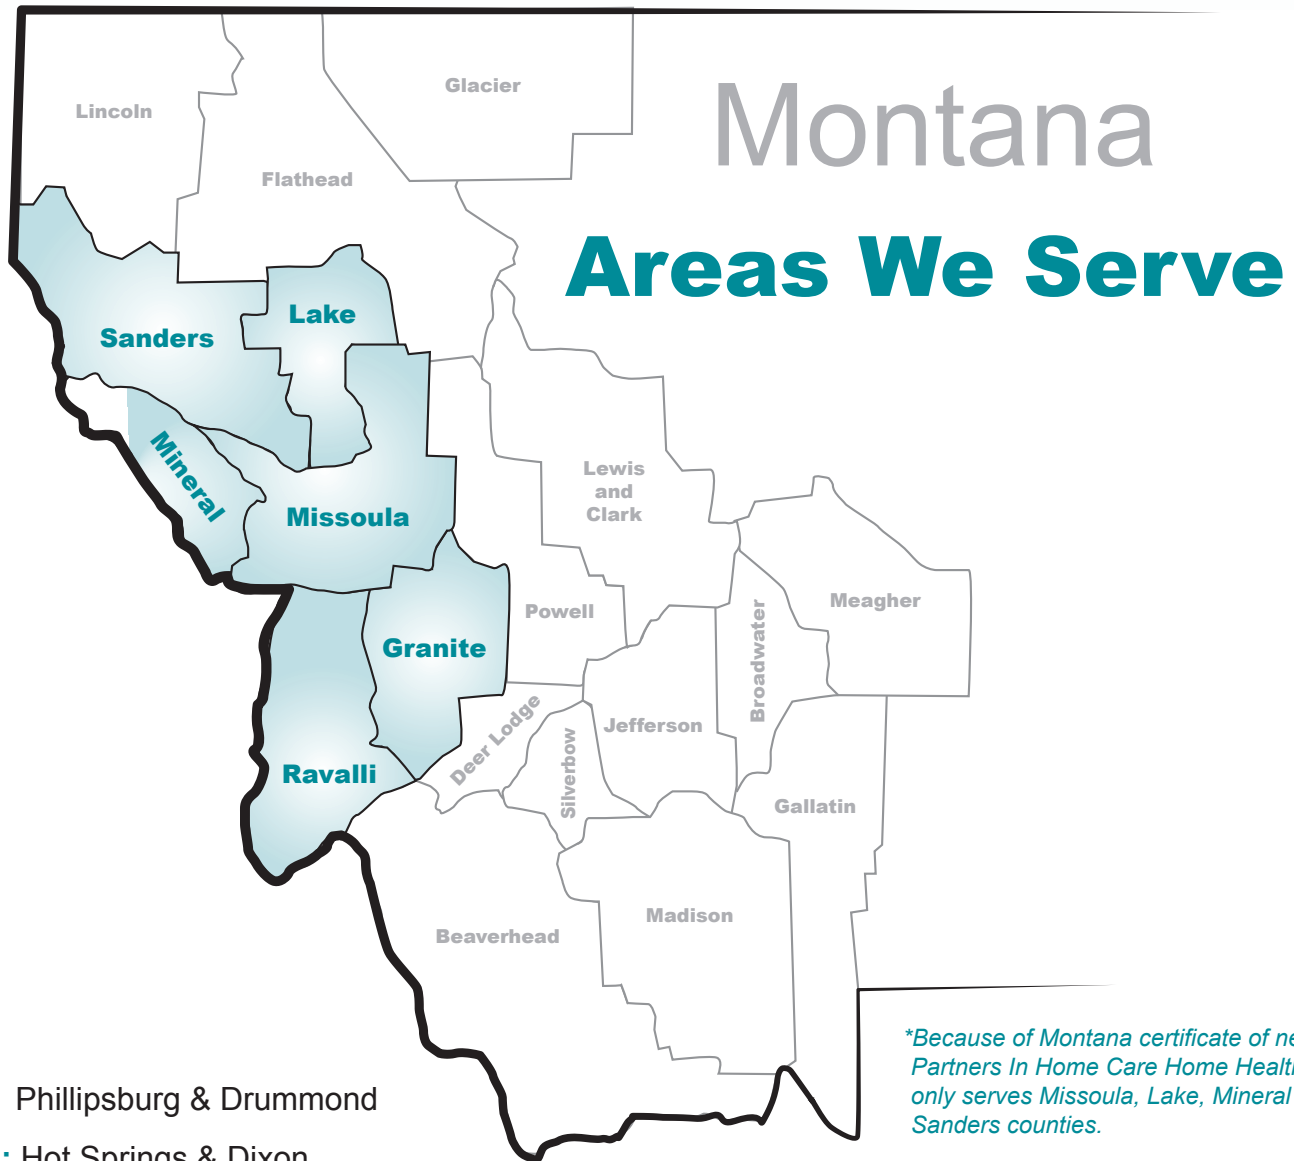 Montana
Areas We Serve
Lincoln
Glacier
Flathead
Sanders
Lake
Mineral
Missoula
Lewis
and
Clark
Powell
Meagher
Broadwater
Granite
Deer Lodge
Jefferson
Silverbow
Ravalli
Gallatin
Madison
Beaverhead
*Because of Montana certificate of
Partners In Home Care Home
only serves Missoula, Lake, Mineral
Sanders counties.
Phillipsburg & Drummond
: Hot Springs & Dixon